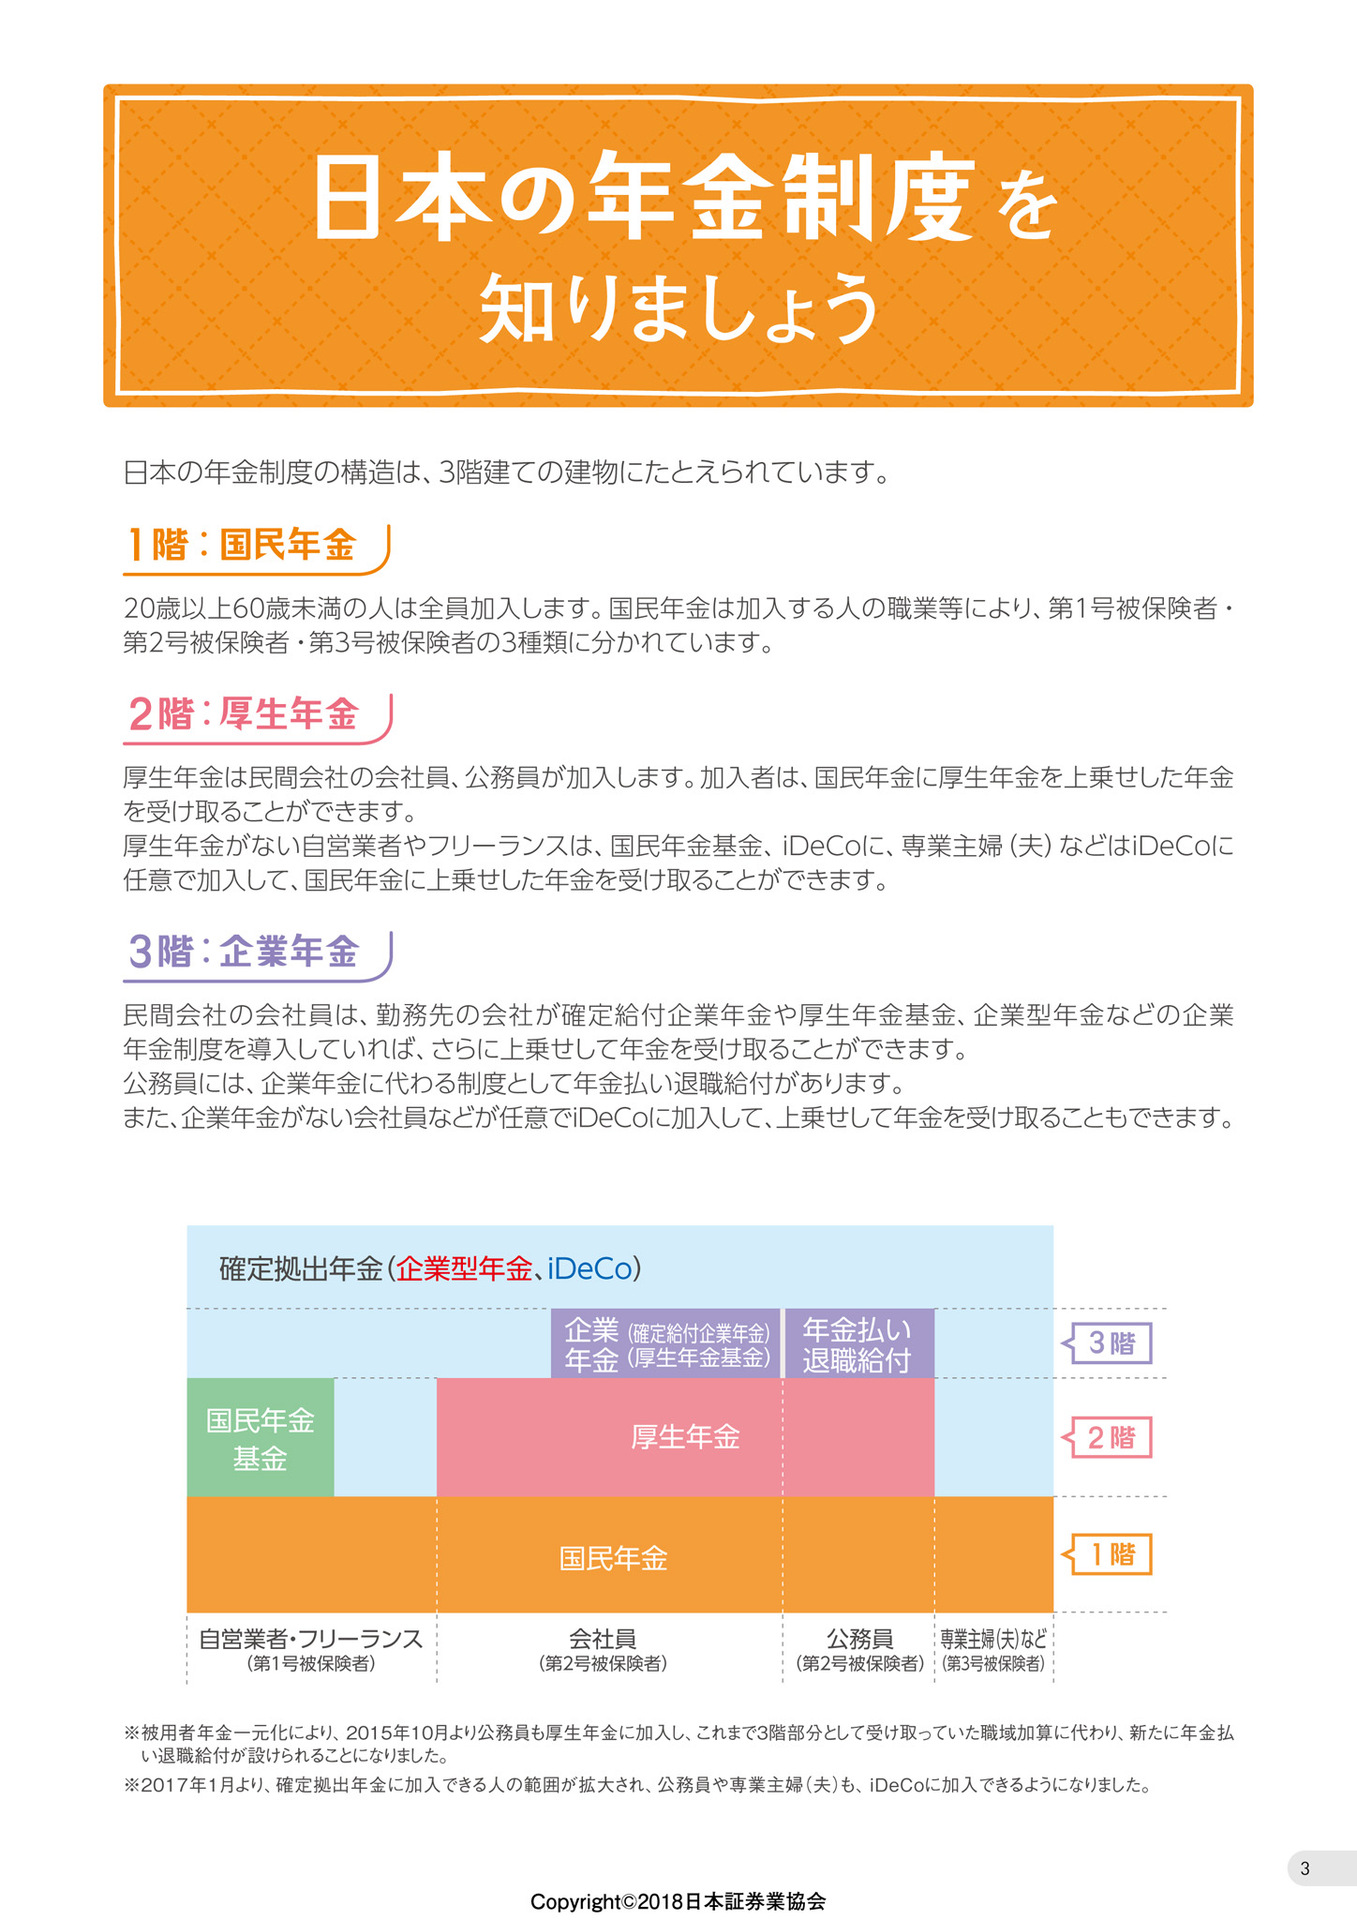 日本の年金制度を
知りましょう
日本の年金制度の構造は、3階建ての建物にたとえられています。
1階：国民年金
20歳以上60歳未満の人は全員加入します。国民年金は加入する人の職業等により、第1号被保険者・
第2号被保険者・第3号被保険者の3種類に分かれています。
2階：厚生年金
厚生年金は民間会社の会社員、公務員が加入します。加入者は、国民年金に厚生年金を上乗せした年金
を受け取ることができます。
厚生年金がない自営業者やフリーランスは、国民年金基金、iDeCoに、専業主婦（夫）などはiDeCoに
任意で加入して、国民年金に上乗せした年金を受け取ることができます。
3階：企業年金
民間会社の会社員は、勤務先の会社が確定給付企業年金や厚生年金基金、企業型年金などの企業
年金制度を導入していれば、さらに上乗せして年金を受け取ることができます。
公務員には、企業年金に代わる制度として年金払い退職給付があります。
また、企業年金がない会社員などが任意でiDeCoに加入して、上乗せして年金を受け取ることもできます。
確定拠出年金（企業型年金、iDeCo）
企業
年金
（確定給付企業年金）
（厚生年金基金）
年金払い
退職給付
3階
国民年金
基金
厚生年金
2階
国民年金
1階
自営業者・フリーランス
（第1号被保険者）
会社員
（第2号被保険者）
公務員
（第2号被保険者）
専業主婦（夫）など
（第3号被保険者）
※被用者年金一元化により、2015年10月より公務員も厚生年金に加入し、これまで3階部分として受け取っていた職域加算に代わり、新たに年金払
い退職給付が設けられることになりました。
※2017年1月より、確定拠出年金に加入できる人の範囲が拡大され、公務員や専業主婦（夫）も、iDeCoに加入できるようになりました。
3
Copyright©2018日本証券業協会